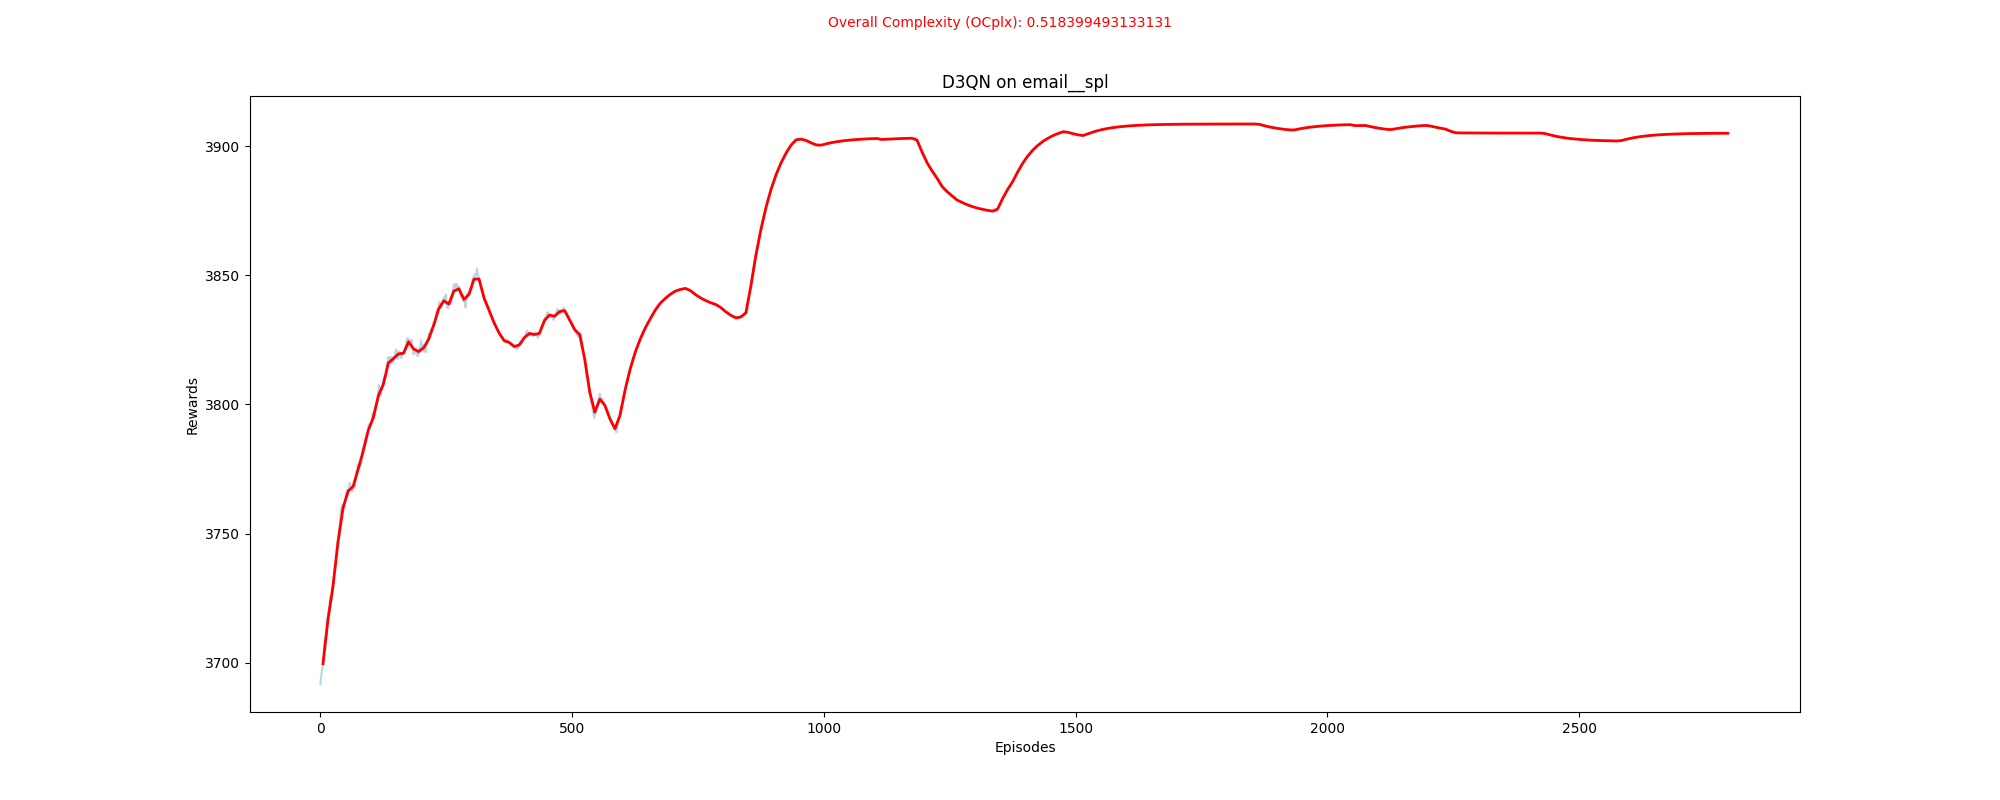 Overall Complexity (OCplx): 0.518399493133131
D3QN on email__spl
3900
3850
3800
3750
3700
Rewards
0 500 1000 1500 2000 2500
Episodes